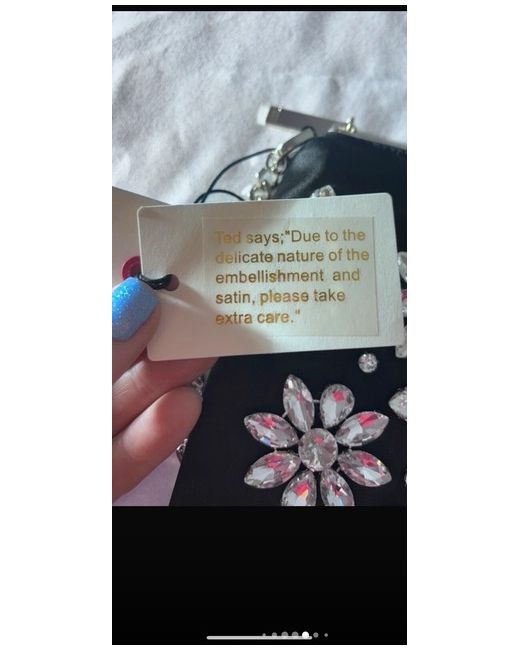 Ted says;"Due to the
delicate nature of the
embellishment and
satin, please take
extra care."